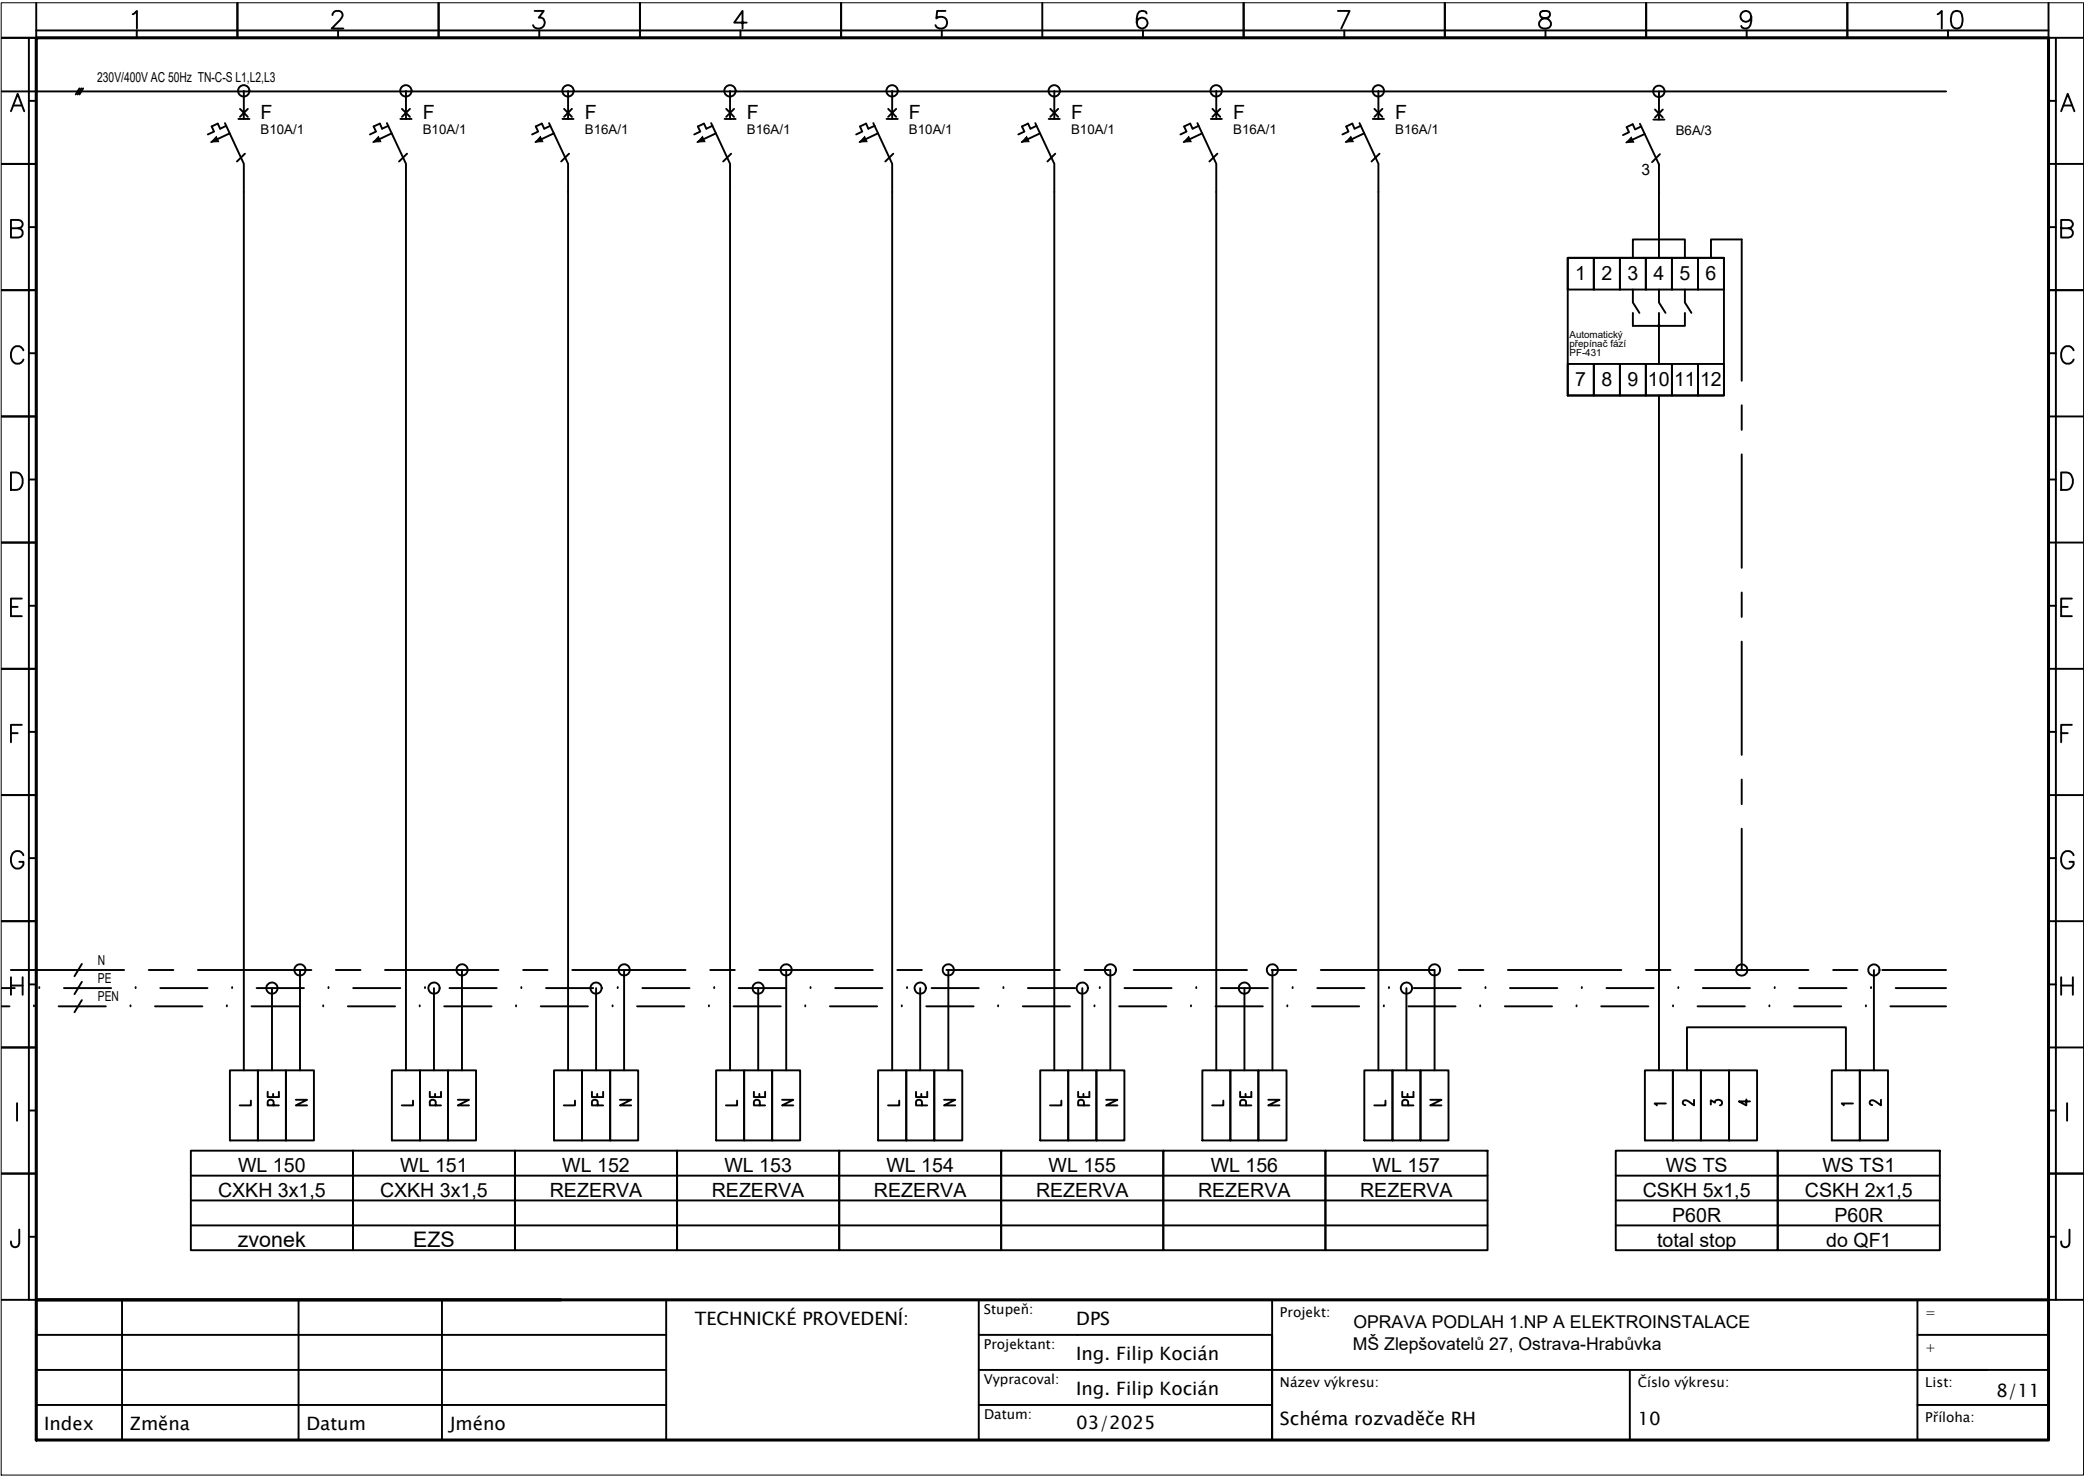 1 2 3 4 5 6 7 8 9 10
230V/400V AC 50Hz TN-C-S L1,L2,L3
A A
F F F F F F F F
B10A/1 B10A/1 B16A/1 B16A/1 B10A/1 B10A/1 B16A/1 B16A/1 B6A/3
3
B B
1 2 3 4 5 6
Automatický
přepínač fází
PF-431
C C
7 8 9 10 11 12
D D
E E
F F
G G
N
PE
PEN
H H
L PE N L PE N L PE N L PE N L PE N L PE N L PE N L PE N 1 2 3 4 1 2
I I
WL 150 WL 151 WL 152 WL 153 WL 154 WL 155 WL 156 WL 157 WS TS WS TS1
CXKH 3x1,5 CXKH 3x1,5 REZERVA REZERVA REZERVA REZERVA REZERVA REZERVA CSKH 5x1,5 CSKH 2x1,5
P60R P60R
zvonek EZS total stop do QF1
J J
TECHNICKÉ PROVEDENÍ:
Stupeň: DPS
Projektant: Ing. Filip Kocián
Vypracoval: Ing. Filip Kocián
Datum: 03/2025
Projekt: OPRAVA PODLAH 1.NP A ELEKTROINSTALACE
MŠ Zlepšovatelů 27, Ostrava-Hrabůvka
Název výkresu:
Schéma rozvaděče RH
Číslo výkresu:
10
=
+
List: 8/11
Příloha:
Index Změna Datum Jméno